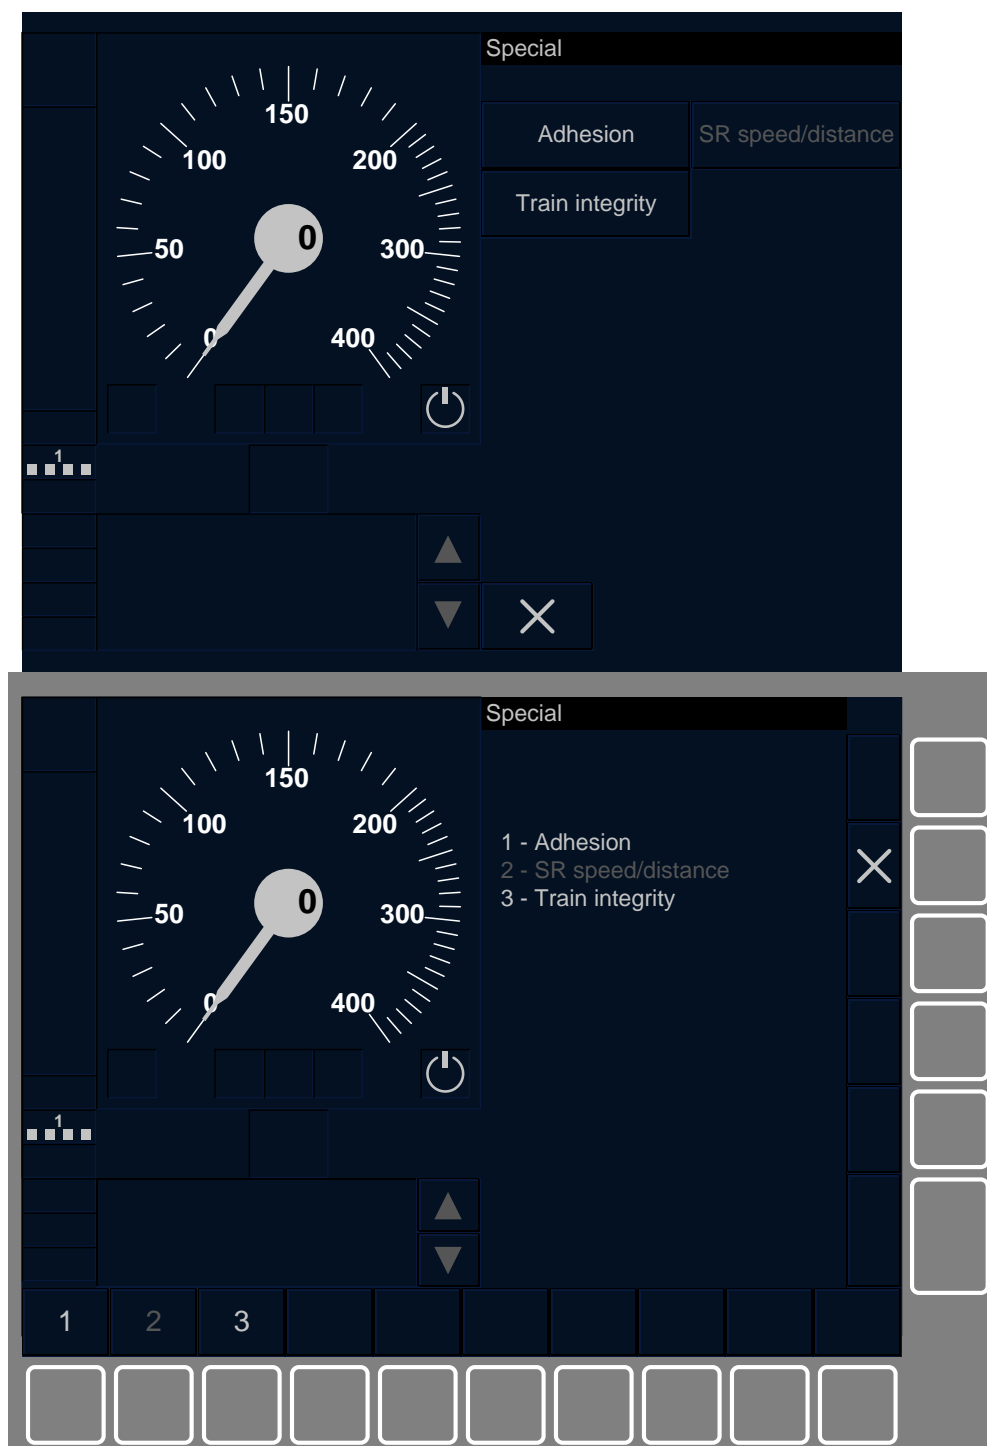 Special
150
Adhesion SR speed/distance
100 200
Train integrity
0
50 300
0 400
1
Special
150
100 200
1 - Adhesion
2 - SR speed/distance
3 - Train integrity
0
50 300
0 400
1
1 2 3